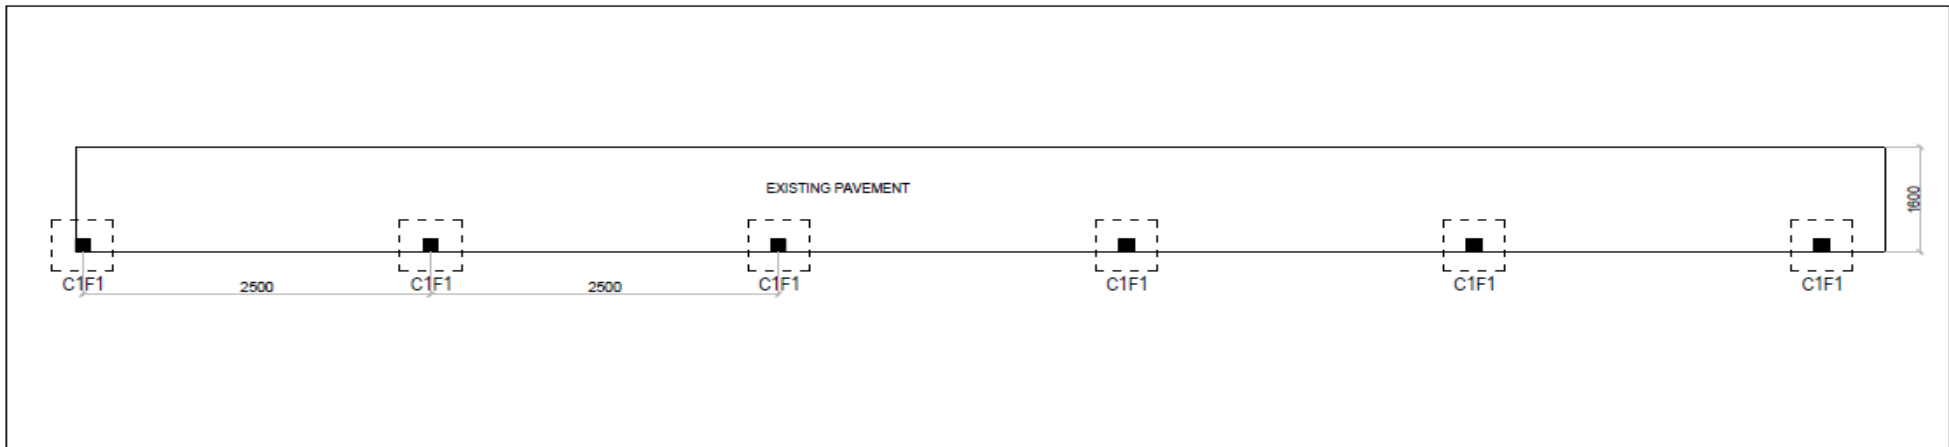 EXISTING PAVEMENT
1600
C1F1 C1F1 C1F1 C1F1 C1F1 C1F1
2500 2500